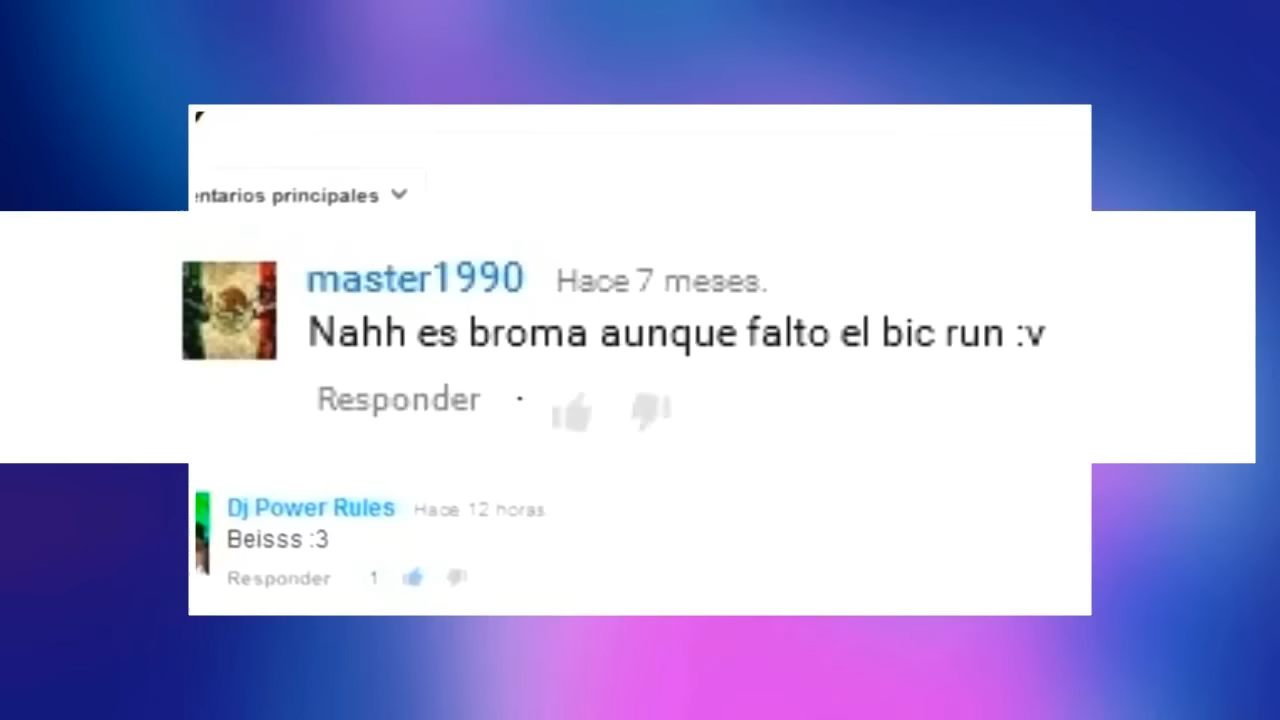 entarios principales
master1990 Hace 7 meses.
Nahh es broma aunque falto el bic run :v
Responder ·
Dj Power Rules Hace 12 horas
Beisss :3
Responder 1